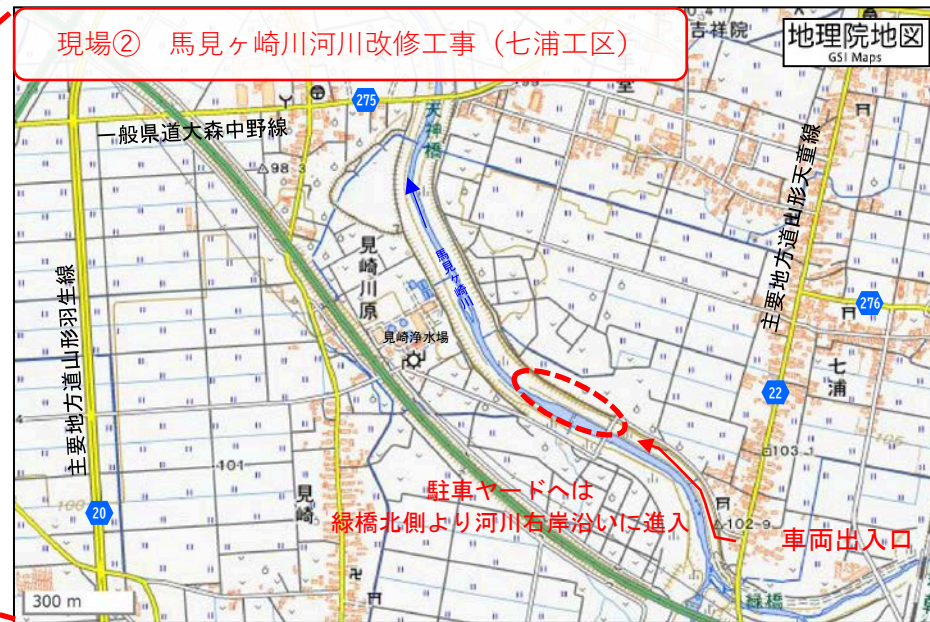 現場② 馬見ヶ崎川河川改修工事（七浦工区）
吉祥院
地理院地図
GSI Maps
275
一般県道大森中野線
天神橋
堂
98.3
主要地方道山形天童線
見崎川原
馬見ヶ崎川
主要地方道山形羽生線
276
見崎浄水場
七浦
22
103.1
105
101
100
20
見崎
駐車ヤードへは
緑橋北側より河川右岸沿いに進入
102.9
車両出入口
300 m
緑橋